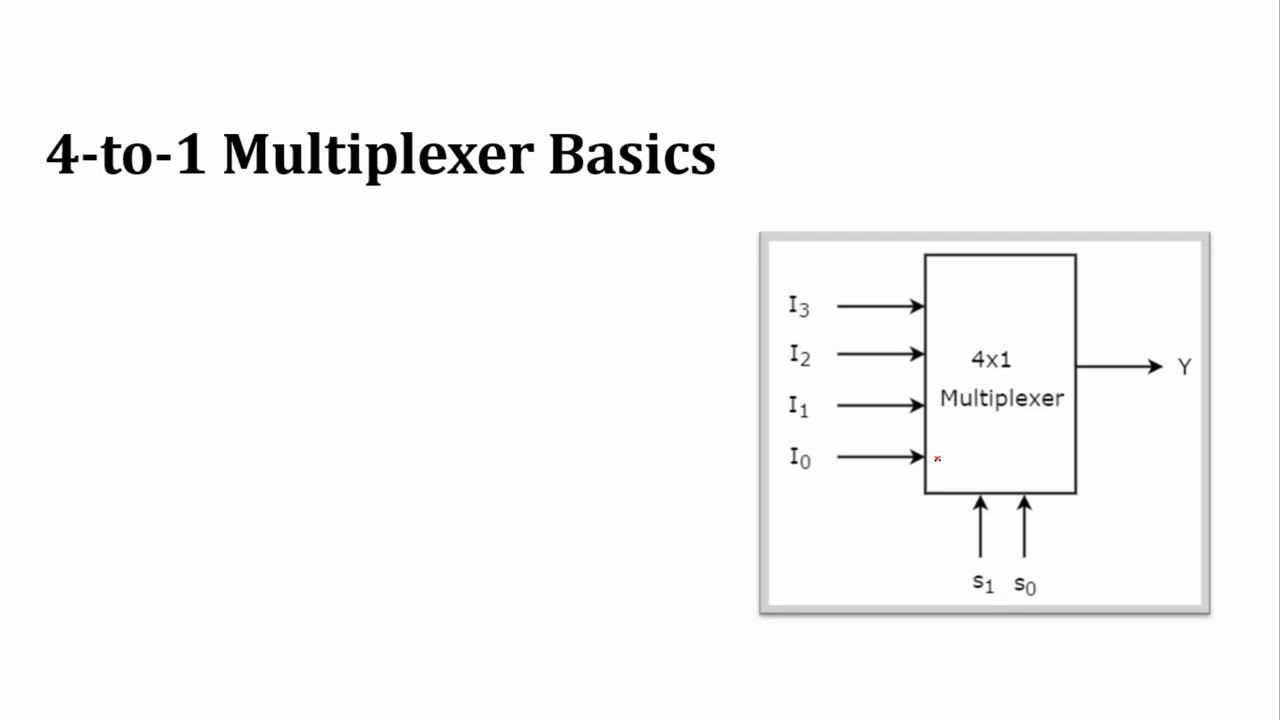 4-to-1 Multiplexer Basics
I3
I2
4x1
Y
Multiplexer
I1
I0
s1 s0